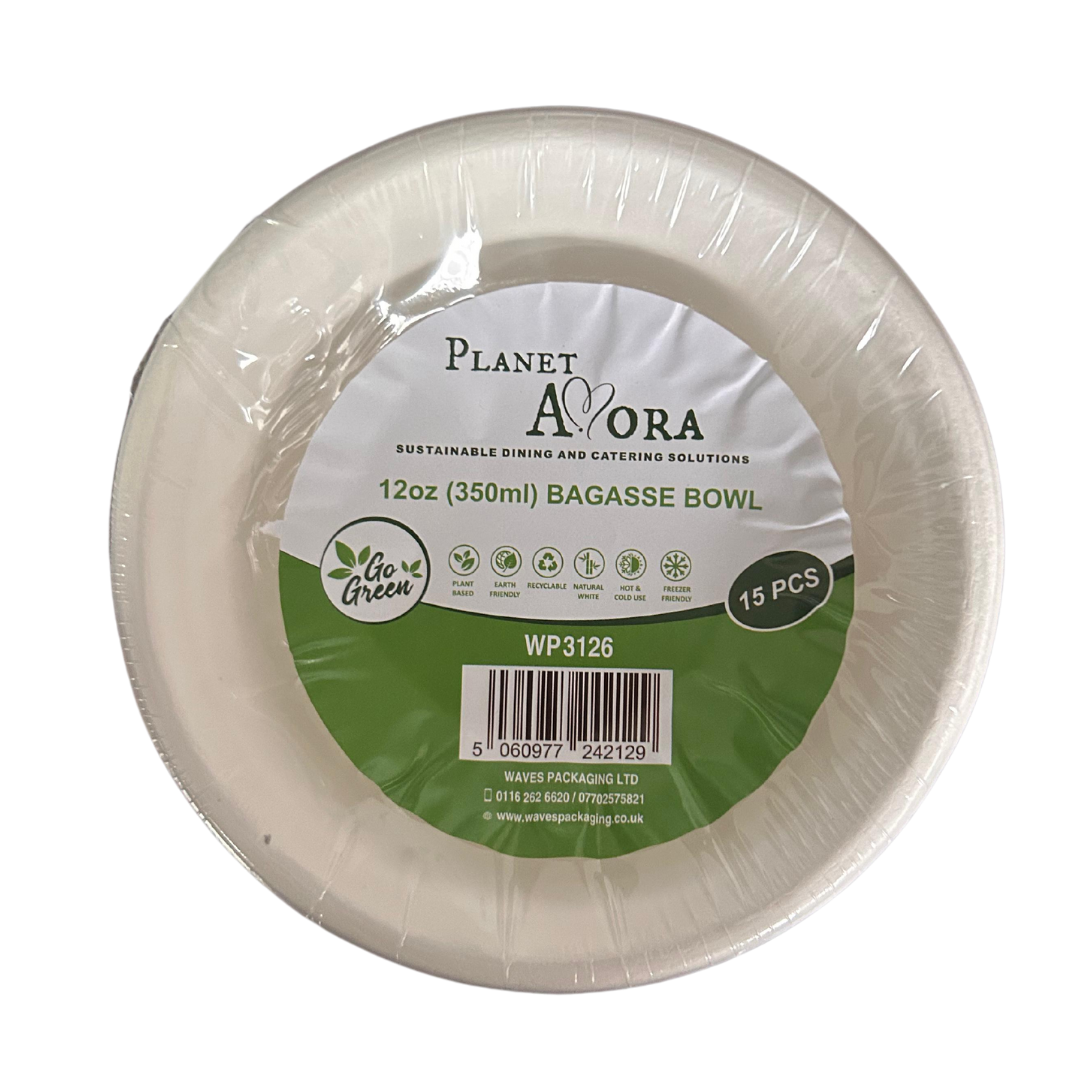 PLANET
AMORA
SUSTAINABLE DINING AND CATERING SOLUTIONS
12oz (350ml) BAGASSE BOWL
Go
Green
PLANT
BASED
EARTH
FRIENDLY
RECYCLABLE
NATURAL
WHITE
HOT &
COLD USE
FREEZER
FRIENDLY
15 PCS
WP3126
5 060977 242129
WAVES PACKAGING LTD
0116 262 6620 / 07702575821
www.wavespackaging.co.uk